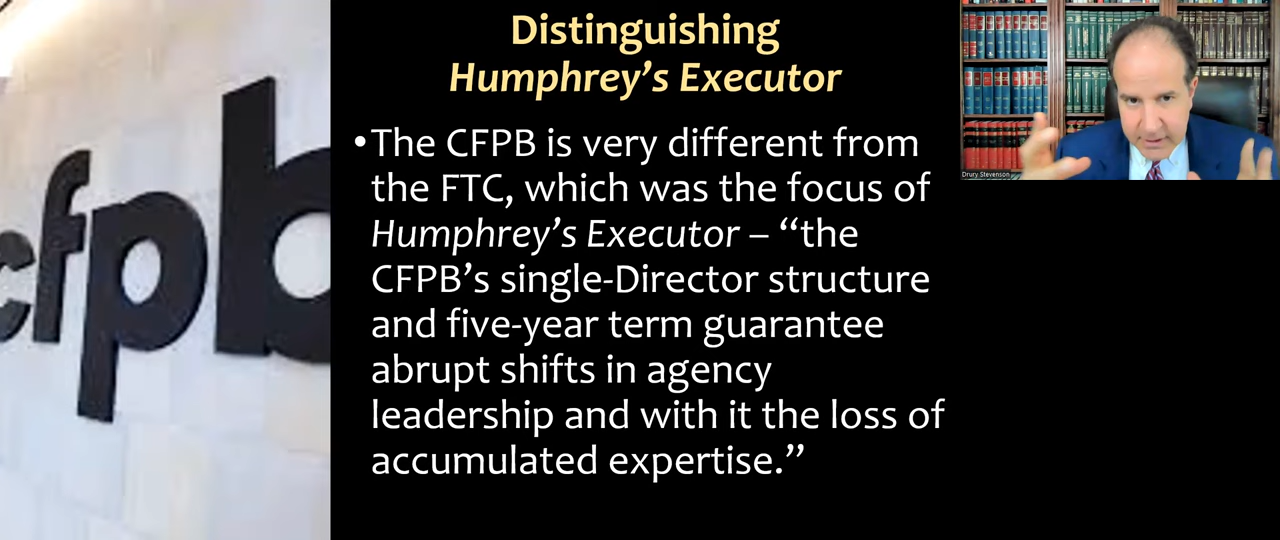 cfpb
Distinguishing
Humphrey’s Executor
•The CFPB is very different from
the FTC, which was the focus of
Humphrey’s Executor – “the
CFPB’s single-Director structure
and five-year term guarantee
abrupt shifts in agency
leadership and with it the loss of
accumulated expertise.”
Drury Stevenson